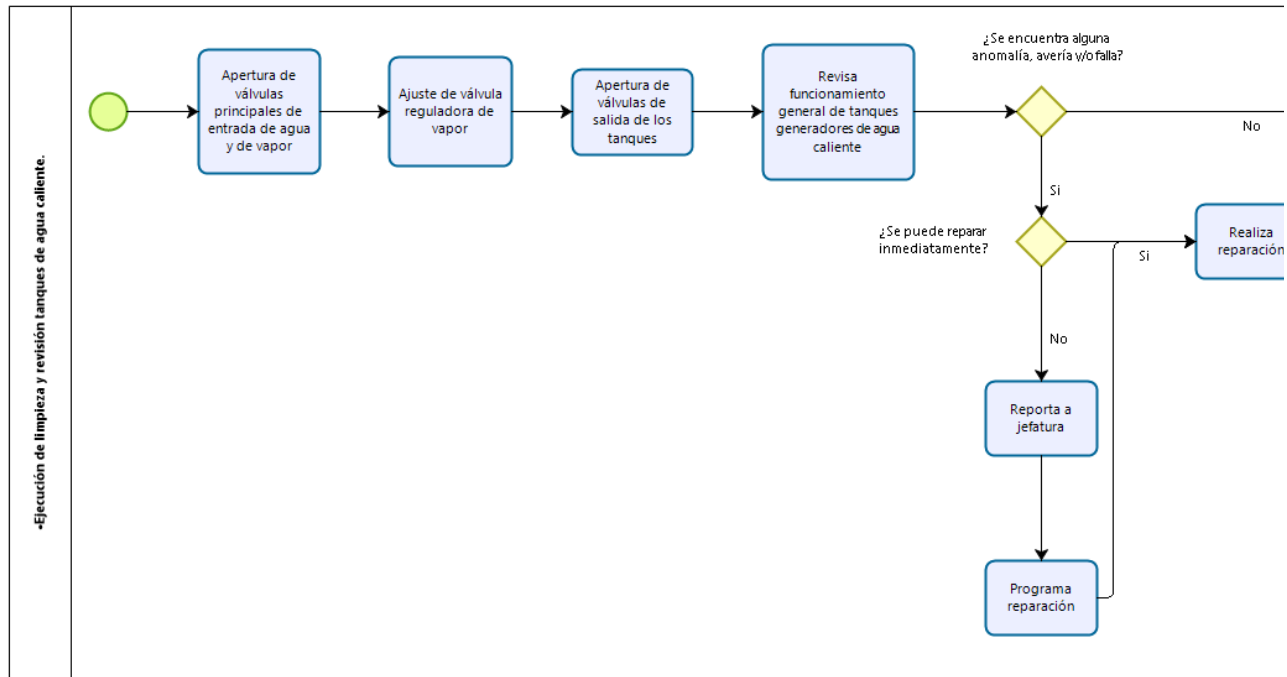 •Ejecución de limpieza y revisión tanques de agua caliente.
Apertura de
válvulas
principales de
entrada de agua
y de vapor
Ajuste de válvula
reguladora de
vapor
Apertura de
válvulas de
salida de los
tanques
Revisa
funcionamiento
general de tanques
generadores de agua
caliente
¿Se encuentra alguna
anomalía, avería y/o falla?
No
Si
¿Se puede reparar
inmediatamente?
Si
Realiza
reparación
No
Reporta a
jefatura
Programa
reparación